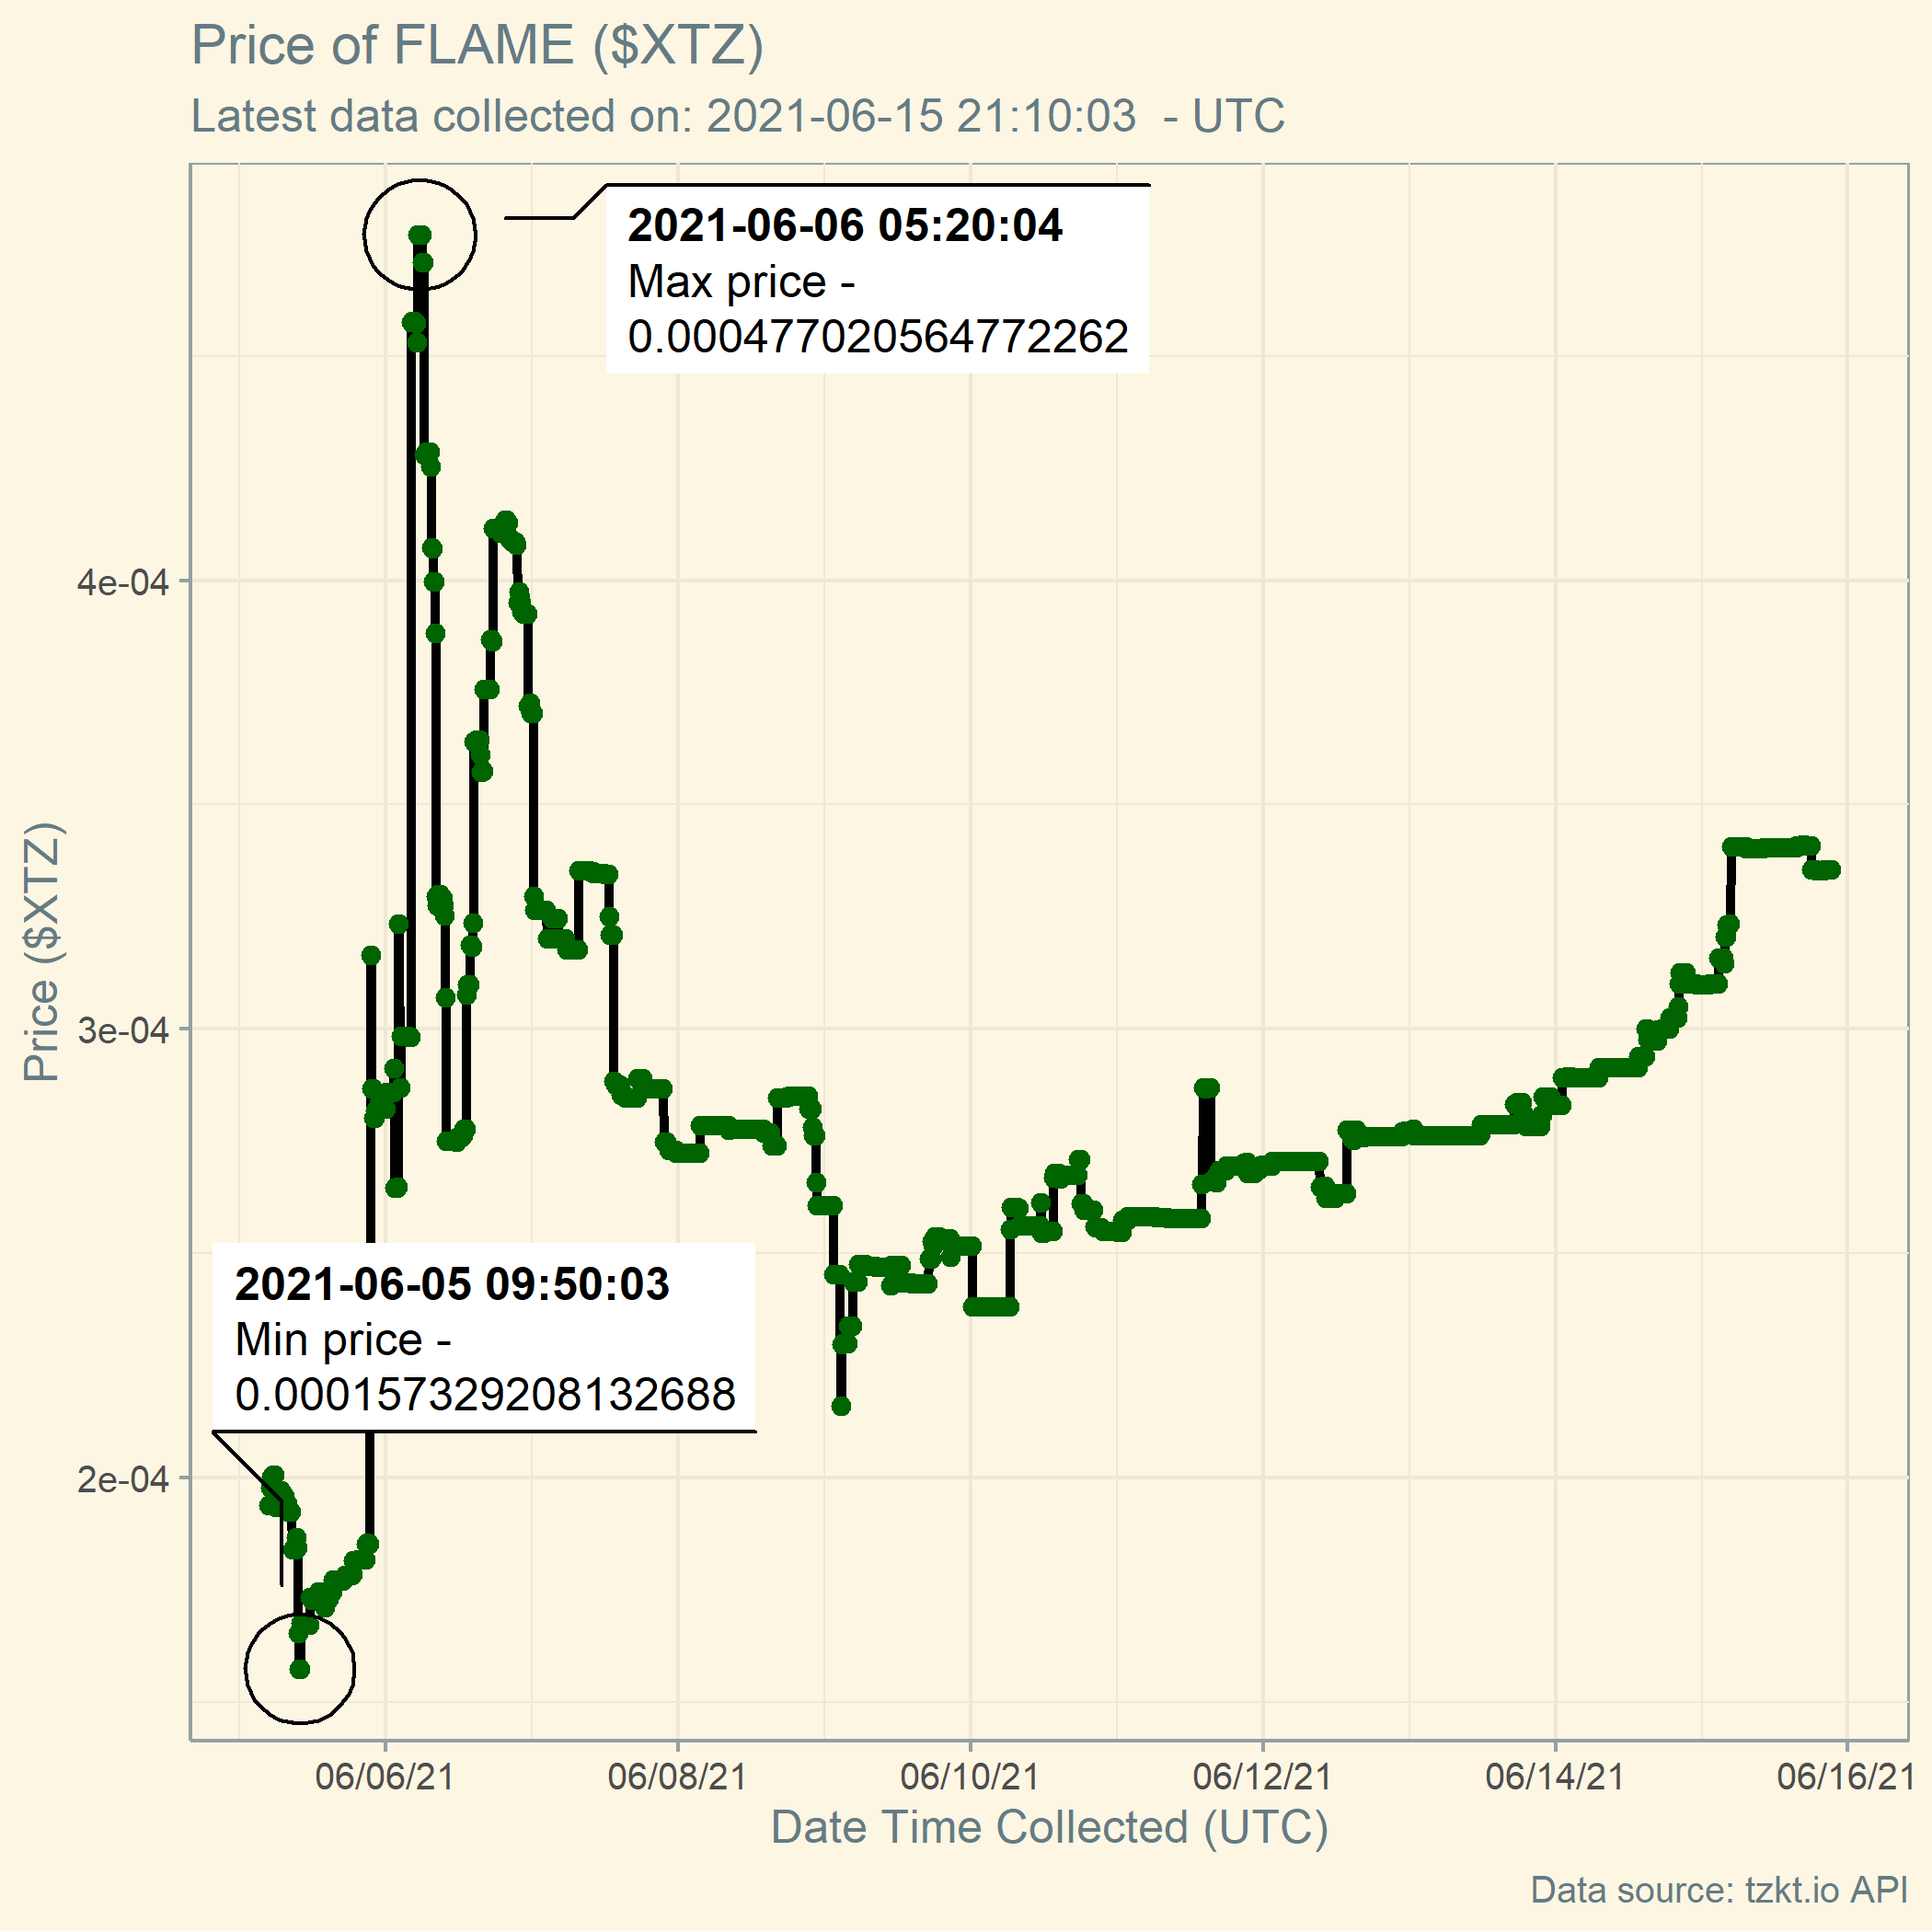 Price of FLAME ($XTZ)
Latest data collected on: 2021-06-15 21:10:03  - UTC
2021-06-06 05:20:04
Max price -
0.000477020564772262
4e-04
3e-04
2e-04
Price ($XTZ)
2021-06-05 09:50:03
Min price -
0.000157329208132688
06/06/21
06/08/21
06/10/21
06/12/21
06/14/21
06/16/21
Date Time Collected (UTC)
Data source: tzkt.io API